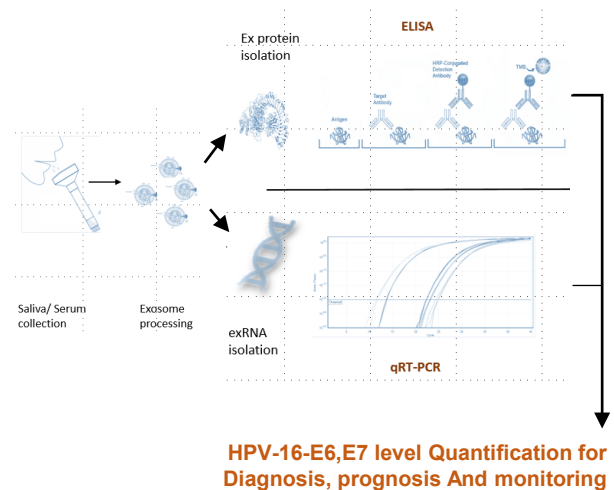 Ex protein
isolation
ELISA
HRP-Conjugated
Detection
Antibody
TMB
Target
Antibody
Antigen
Saliva/ Serum
collection
Exosome
processing
exRNA
isolation
qRT-PCR
HPV-16-E6,E7 level Quantification for
Diagnosis, prognosis And monitoring